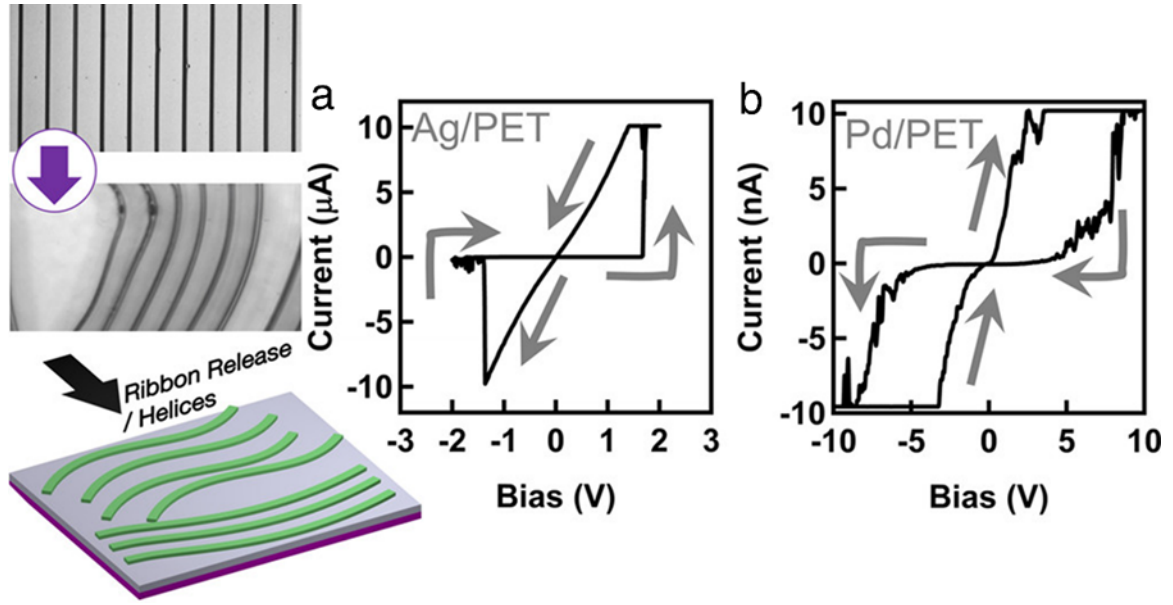 a
Ag/PET
10
5
0
-5
-10
Current (μA)
-3 -2 -1 0 1 2 3
Bias (V)
b
Pd/PET
10
5
0
-5
-10
Current (nA)
-10 -5 0 5 10
Bias (V)
Ribbon Release
/ Helices